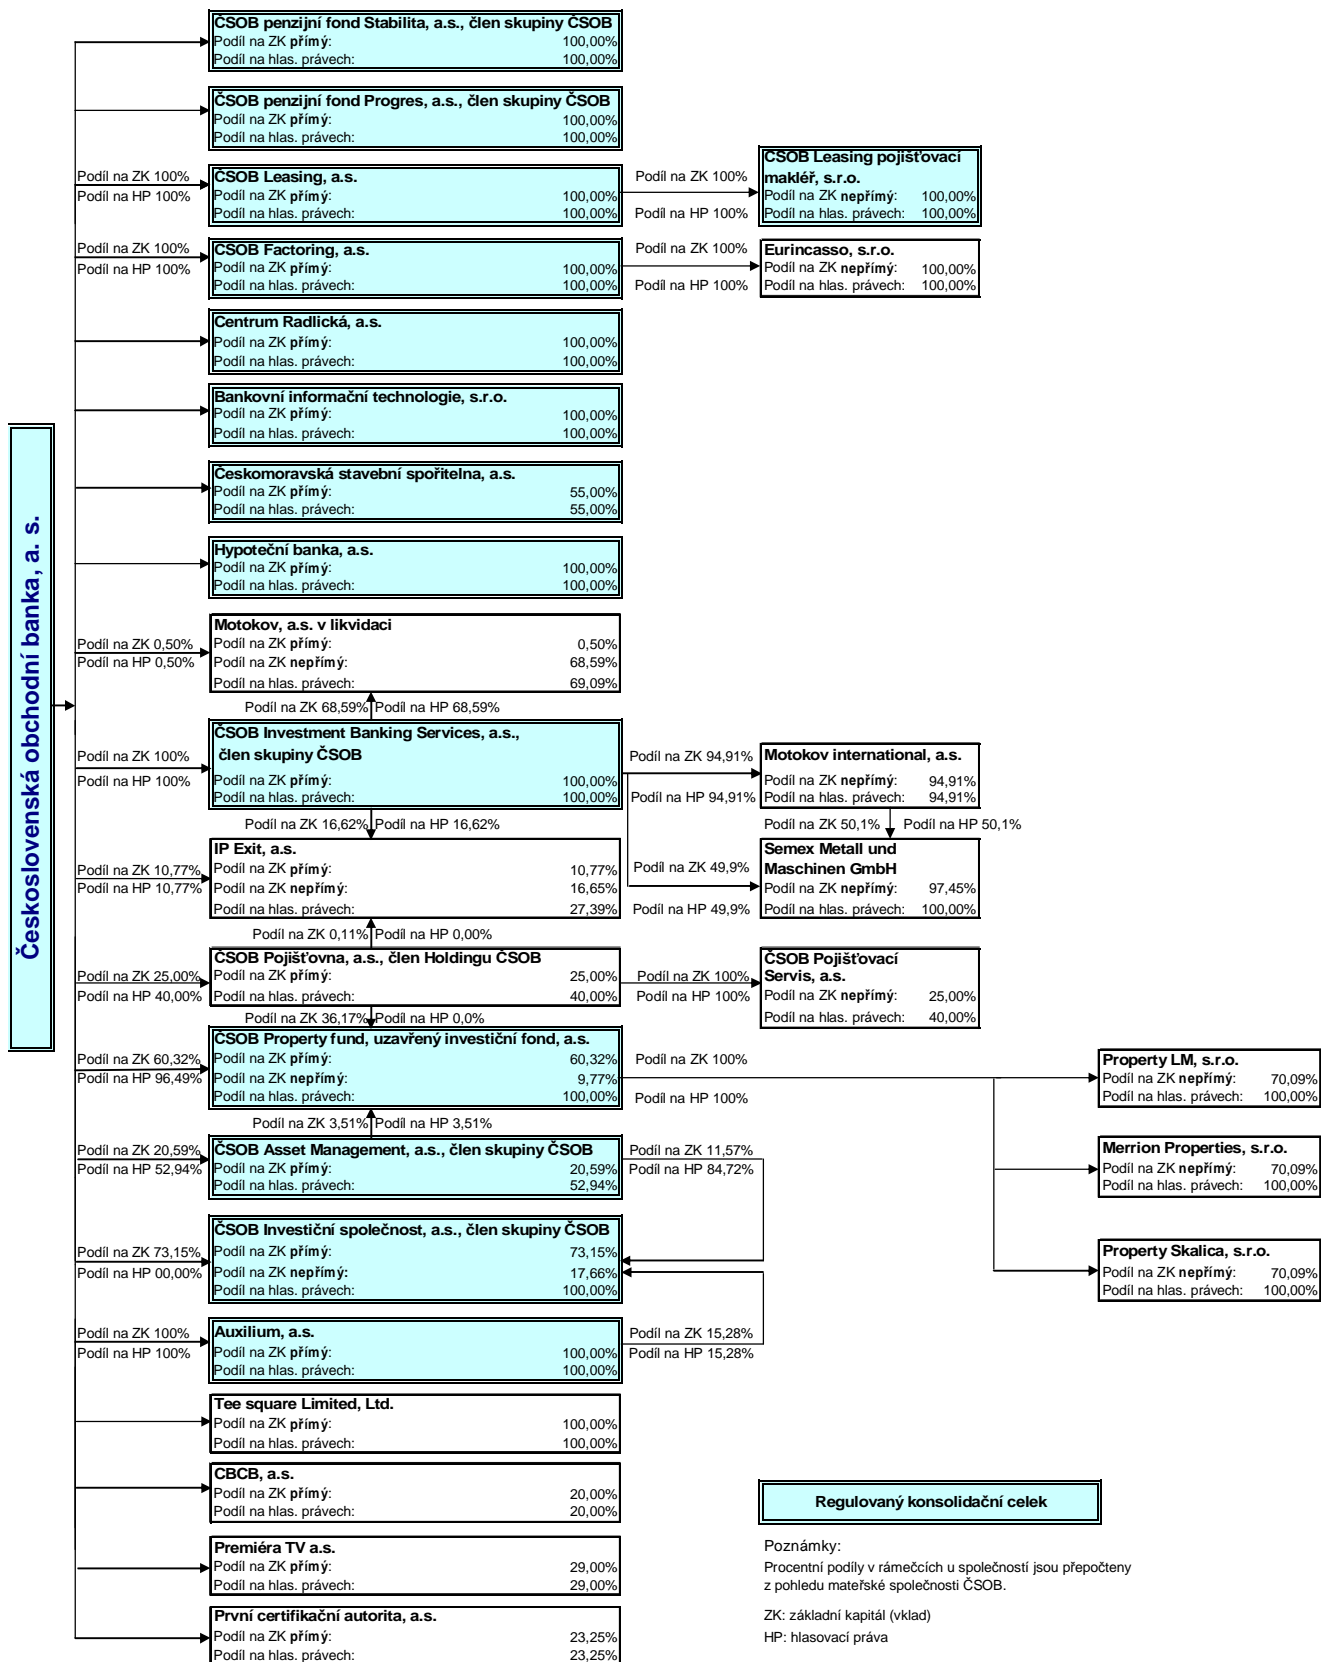 Československá obchodní banka, a. s.
ČSOB penzijní fond Stabilita, a.s., člen skupiny ČSOB
Podíl na ZK přímý: 100,00%
Podíl na hlas. právech: 100,00%
ČSOB penzijní fond Progres, a.s., člen skupiny ČSOB
Podíl na ZK přímý: 100,00%
Podíl na hlas. právech: 100,00%
Podíl na ZK 100%
Podíl na HP 100%
ČSOB Leasing, a.s.
Podíl na ZK přímý: 100,00%
Podíl na hlas. právech: 100,00%
Podíl na ZK 100%
Podíl na HP 100%
ČSOB Leasing pojišťovací
makléř, s.r.o.
Podíl na ZK nepřímý: 100,00%
Podíl na hlas. právech: 100,00%
Podíl na ZK 100%
Podíl na HP 100%
ČSOB Factoring, a.s.
Podíl na ZK přímý: 100,00%
Podíl na hlas. právech: 100,00%
Podíl na ZK 100%
Podíl na HP 100%
Eurincasso, s.r.o.
Podíl na ZK nepřímý: 100,00%
Podíl na hlas. právech: 100,00%
Centrum Radlická, a.s.
Podíl na ZK přímý: 100,00%
Podíl na hlas. právech: 100,00%
Bankovní informační technologie, s.r.o.
Podíl na ZK přímý: 100,00%
Podíl na hlas. právech: 100,00%
Českomoravská stavební spořitelna, a.s.
Podíl na ZK přímý: 55,00%
Podíl na hlas. právech: 55,00%
Hypoteční banka, a.s.
Podíl na ZK přímý: 100,00%
Podíl na hlas. právech: 100,00%
Podíl na ZK 0,50%
Podíl na HP 0,50%
Motokov, a.s. v likvidaci
Podíl na ZK přímý: 0,50%
Podíl na ZK nepřímý: 68,59%
Podíl na hlas. právech: 69,09%
Podíl na ZK 68,59% Podíl na HP 68,59%
Podíl na ZK 100%
Podíl na HP 100%
ČSOB Investment Banking Services, a.s.,
člen skupiny ČSOB
Podíl na ZK přímý: 100,00%
Podíl na hlas. právech: 100,00%
Podíl na ZK 94,91%
Podíl na HP 94,91%
Motokov international, a.s.
Podíl na ZK nepřímý: 94,91%
Podíl na hlas. právech: 94,91%
Podíl na ZK 16,62% Podíl na HP 16,62%
Podíl na ZK 50,1% Podíl na HP 50,1%
Podíl na ZK 10,77%
Podíl na HP 10,77%
IP Exit, a.s.
Podíl na ZK přímý: 10,77%
Podíl na ZK nepřímý: 16,65%
Podíl na hlas. právech: 27,39%
Podíl na ZK 49,9%
Podíl na HP 49,9%
Semex Metall und
Maschinen GmbH
Podíl na ZK nepřímý: 97,45%
Podíl na hlas. právech: 100,00%
Podíl na ZK 0,11% Podíl na HP 0,00%
Podíl na ZK 25,00%
Podíl na HP 40,00%
ČSOB Pojišťovna, a.s., člen Holdingu ČSOB
Podíl na ZK přímý: 25,00%
Podíl na hlas. právech: 40,00%
Podíl na ZK 100%
Podíl na HP 100%
ČSOB Pojišťovací
Servis, a.s.
Podíl na ZK nepřímý: 25,00%
Podíl na hlas. právech: 40,00%
Podíl na ZK 36,17% Podíl na HP 0,0%
Podíl na ZK 60,32%
Podíl na HP 96,49%
ČSOB Property fund, uzavřený investiční fond, a.s.
Podíl na ZK přímý: 60,32%
Podíl na ZK nepřímý: 9,77%
Podíl na hlas. právech: 100,00%
Podíl na ZK 100%
Podíl na HP 100%
Property LM, s.r.o.
Podíl na ZK nepřímý: 70,09%
Podíl na hlas. právech: 100,00%
Podíl na ZK 3,51% Podíl na HP 3,51%
Podíl na ZK 20,59%
Podíl na HP 52,94%
ČSOB Asset Management, a.s., člen skupiny ČSOB
Podíl na ZK přímý: 20,59%
Podíl na hlas. právech: 52,94%
Podíl na ZK 11,57%
Podíl na HP 84,72%
Merrion Properties, s.r.o.
Podíl na ZK nepřímý: 70,09%
Podíl na hlas. právech: 100,00%
Podíl na ZK 73,15%
Podíl na HP 00,00%
ČSOB Investiční společnost, a.s., člen skupiny ČSOB
Podíl na ZK přímý: 73,15%
Podíl na ZK nepřímý: 17,66%
Podíl na hlas. právech: 100,00%
Property Skalica, s.r.o.
Podíl na ZK nepřímý: 70,09%
Podíl na hlas. právech: 100,00%
Podíl na ZK 100%
Podíl na HP 100%
Auxilium, a.s.
Podíl na ZK přímý: 100,00%
Podíl na hlas. právech: 100,00%
Podíl na ZK 15,28%
Podíl na HP 15,28%
Tee square Limited, Ltd.
Podíl na ZK přímý: 100,00%
Podíl na hlas. právech: 100,00%
CBCB, a.s.
Podíl na ZK přímý: 20,00%
Podíl na hlas. právech: 20,00%
Premiéra TV a.s.
Podíl na ZK přímý: 29,00%
Podíl na hlas. právech: 29,00%
První certifikační autorita, a.s.
Podíl na ZK přímý: 23,25%
Podíl na hlas. právech: 23,25%
Regulovaný konsolidační celek
Poznámky:
Procentní podíly v rámečcích u společností jsou přepočteny
z pohledu mateřské společnosti ČSOB.
ZK: základní kapitál (vklad)
HP: hlasovací práva